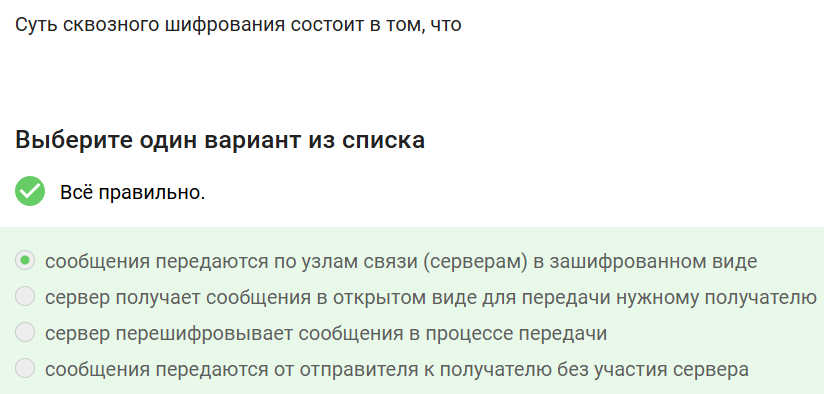 Суть сквозного шифрования состоит в том, что
Выберите один вариант из списка
Всё правильно.
сообщения передаются по узлам связи (серверам) в зашифрованном виде
сервер получает сообщения в открытом виде для передачи нужному получателю
сервер перешифровывает сообщения в процессе передачи
сообщения передаются от отправителя к получателю без участия сервера